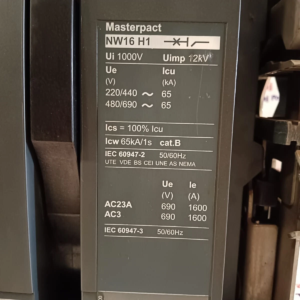 Masterpact
NW16 H1
Ui 1000V Uimp 12kV
Ue Icu
(V) (kA)
220/440 ~ 65
480/690 ~ 65
Ics = 100% Icu
Icw 65kA/1s cat.B
IEC 60947-2 50/60Hz
UTE VDE BS CEI UNE AS NEMA
Ue Ie
(V) (A)
AC23A 690 1600
AC3 690 1600
IEC 60947-3 50/60Hz